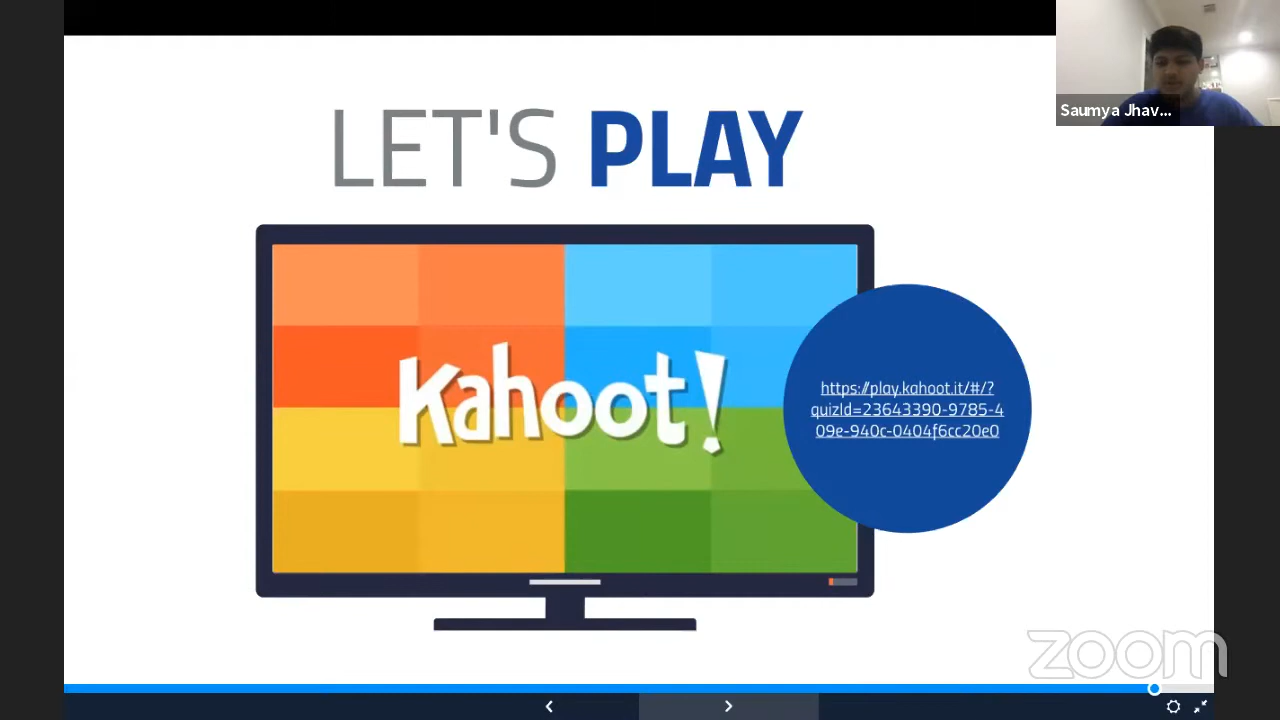 LET'S PLAY
Saumya Jhav...
Kahoot!
https://play.kahoot.it/#/?
quizId=23643390-9785-4
09e-940c-0404f6cc20e0
zoom